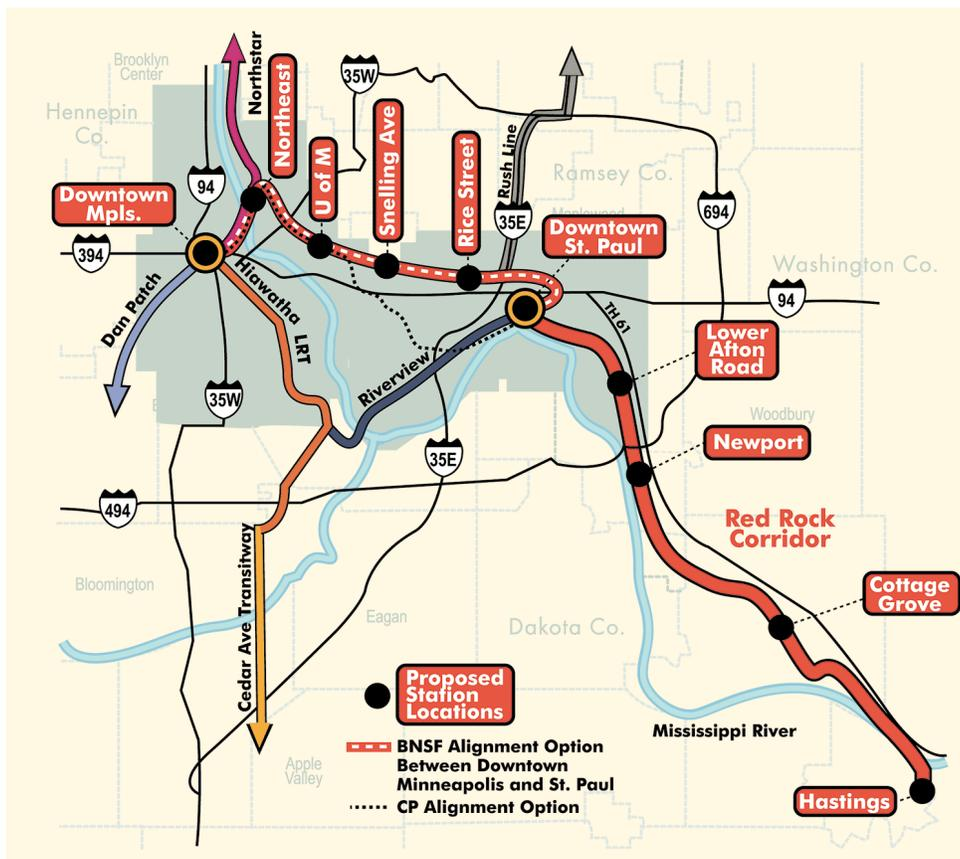 Brooklyn
Center
Northstar
35W
Hennepin
Co.
Northeast
U of M
Snelling Ave
Rice Street
Rush Line
Ramsey Co.
94
Downtown
Mpls.
35E
694
Maplewood
Downtown
St. Paul
394
Washington Co.
Hiawatha LRT
Dan Patch
94
TH 61
Lower
Afton
Road
Riverview
35W
Woodbury
Newport
35E
494
Red Rock
Corridor
Bloomington
Cottage
Grove
Eagan
Dakota Co.
Cedar Ave Transitway
Proposed
Station
Locations
Mississippi River
BNSF Alignment Option
Between Downtown
Minneapolis and St. Paul
Apple
Valley
CP Alignment Option
Hastings